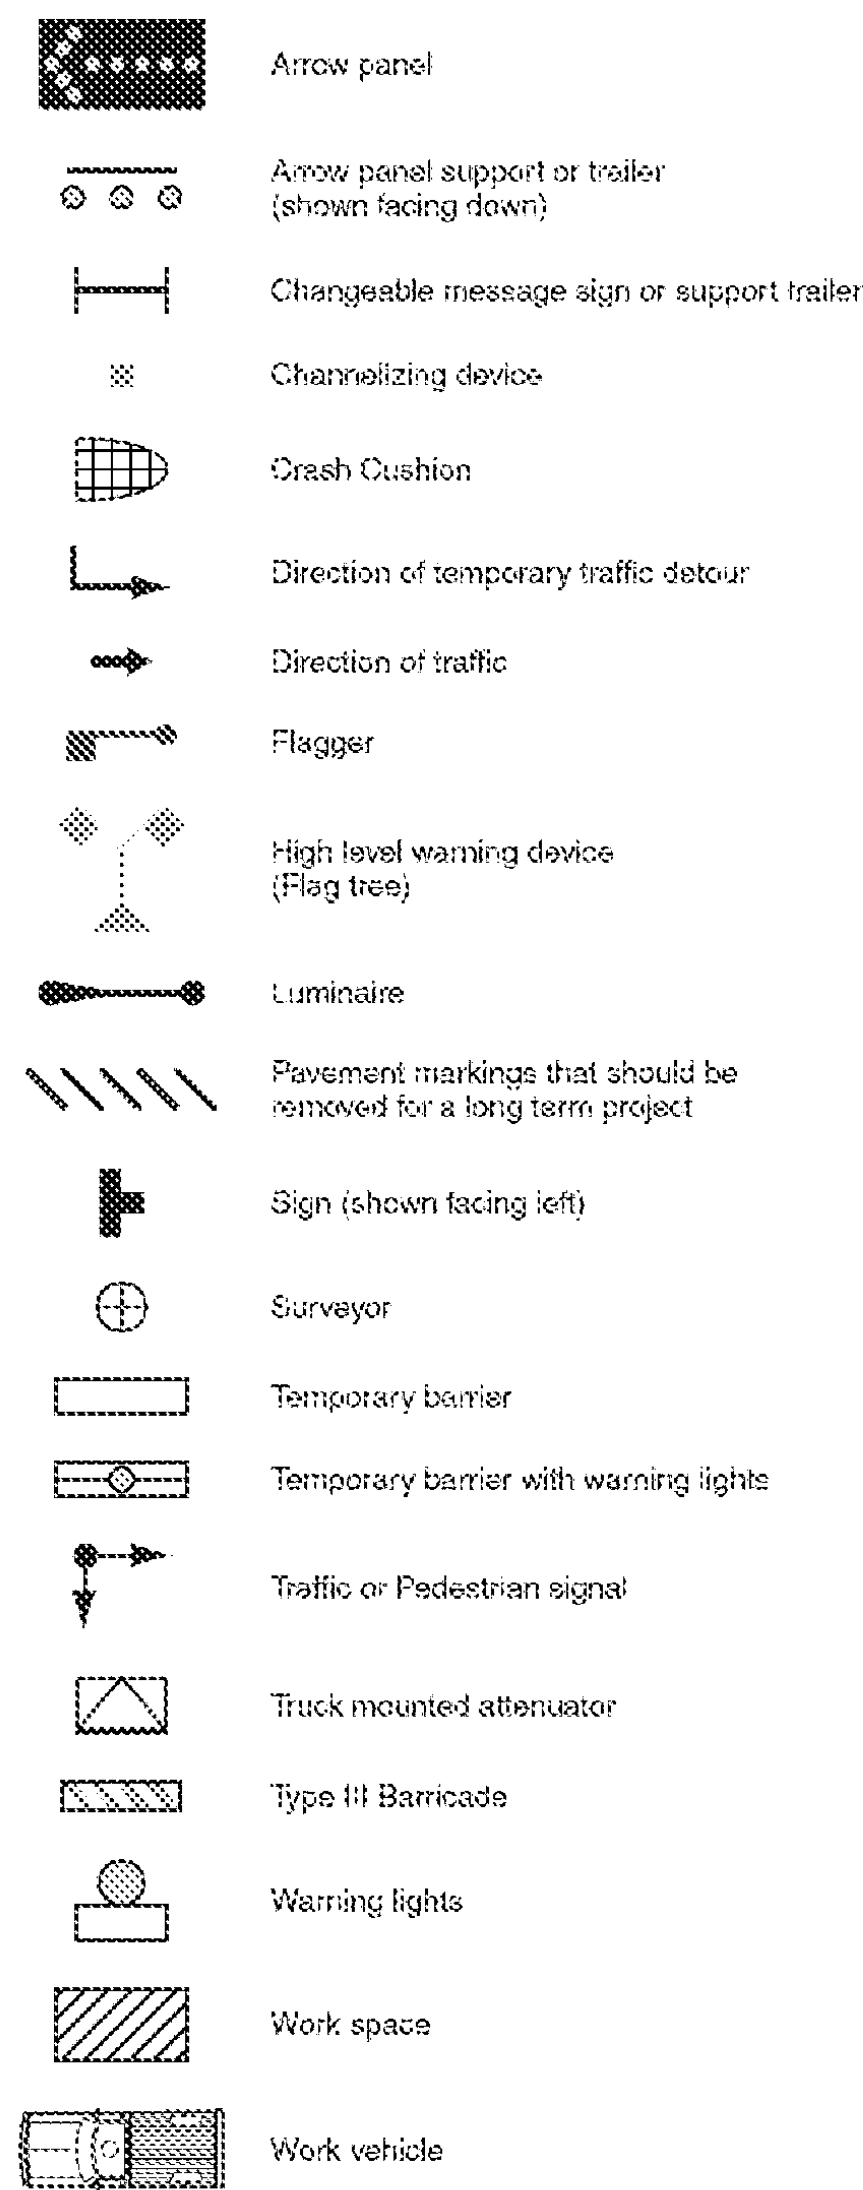 Arrow panel
Arrow panel support or trailer
(shown facing down)
Changeable message sign or support trailer
Channelizing device
Crash Cushion
Direction of temporary traffic detour
Direction of traffic
Flagger
High level warning device
(Flag tree)
Luminaire
Pavement markings that should be
removed for a long term project
Sign (shown facing left)
Surveyor
Temporary barrier
Temporary barrier with warning lights
Traffic or Pedestrian signal
Truck mounted attenuator
Type III Barricade
Warning lights
Work space
Work vehicle